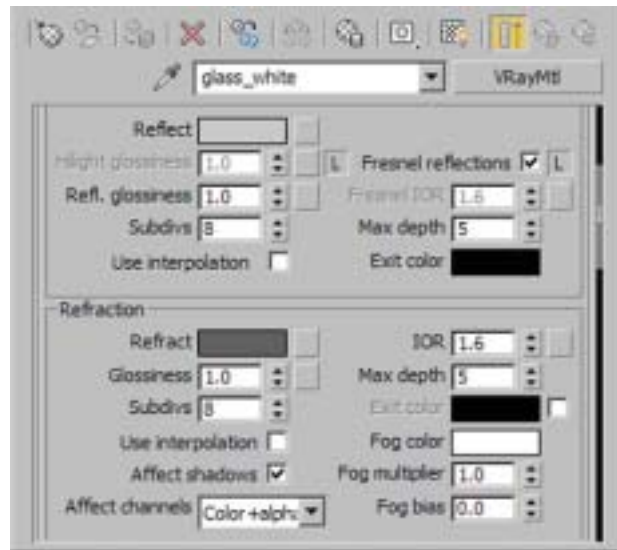 glass_white VRayMtl
Reflect
Hilight glossiness 1.0 L Fresnel reflections L
Refl. glossiness 1.0 Fresnel IOR 1.6
Subdivs 8 Max depth 5
Use interpolation Exit color
Refraction
Refract IOR 1.6
Glossiness 1.0 Max depth 5
Subdivs 8 Exit color
Use interpolation Fog color
Affect shadows Fog multiplier 1.0
Affect channels Color+alph Fog bias 0.0